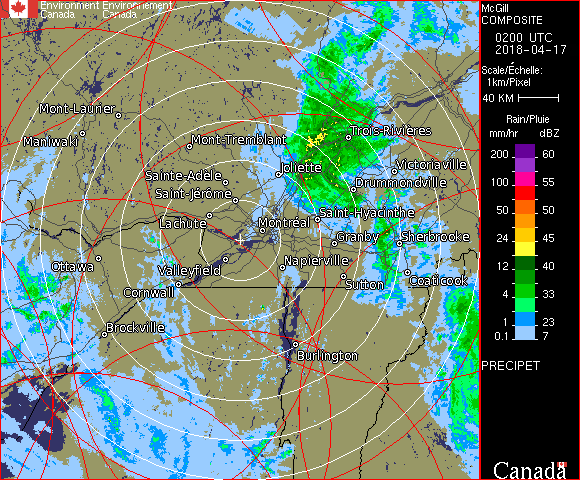 Environment Environnement
Canada Canada
McGill
COMPOSITE
0200 UTC
2018-04-17
Scale/Échelle:
1km/Pixel
40 KM
Rain/Pluie
mm/hr dBZ
200 60
100 55
50 50
24 45
12 40
4 33
1 23
0.1 7
PRECIPET
Canada
Mont-Laurier
Maniwaki
Mont-Tremblant
Trois-Rivières
Joliette
Victoriaville
Sainte-Adèle
Drummondville
Saint-Jérôme
Saint-Hyacinthe
Lachute
Montréal
Granby
Sherbrooke
Ottawa
Valleyfield
Napierville
Cornwall
Sutton
Coaticook
Brockville
Burlington